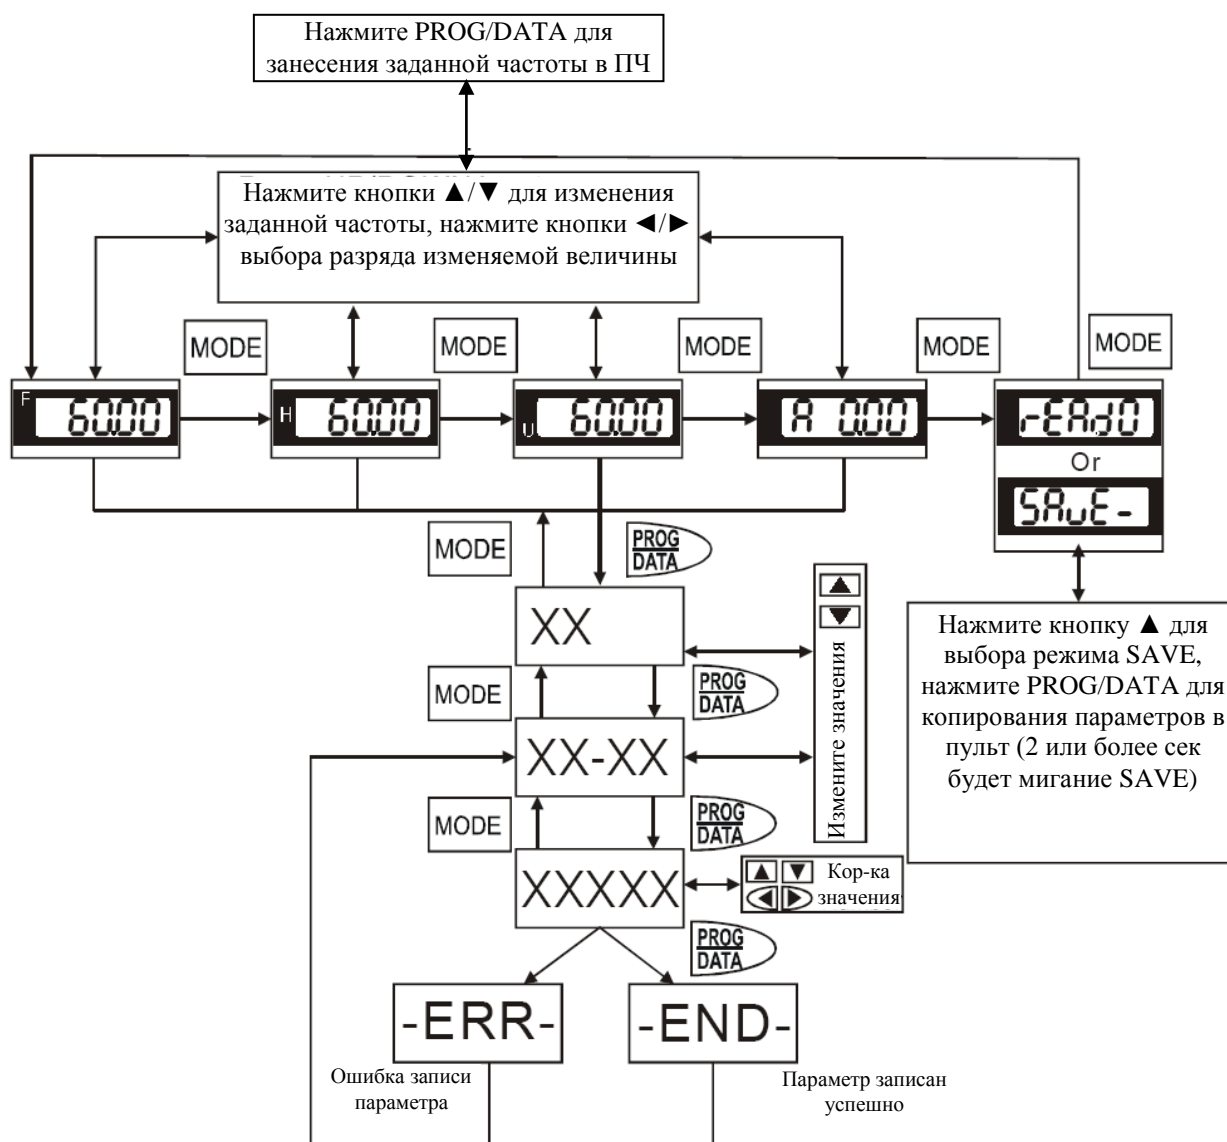 Нажмите PROG/DATA для
занесения заданной частоты в ПЧ
Нажмите кнопки ▲/▼ для изменения
заданной частоты, нажмите кнопки ◄/►
выбора разряда изменяемой величины
MODE
MODE
MODE
MODE
MODE
F 60.00
H 60.00
U 60.00
A 0.00
rEAd0
Or
SAvE-
MODE
PROG
DATA
XX
MODE
PROG
DATA
XX-XX
MODE
PROG
DATA
XXXXX
▲
▼
Измените значения
▲ ▼ Кор-ка
◄ ► значения
PROG
DATA
Нажмите кнопку ▲ для
выбора режима SAVE,
нажмите PROG/DATA для
копирования параметров в
пульт (2 или более сек
будет мигание SAVE)
-ERR-
-END-
Ошибка записи
параметра
Параметр записан
успешно